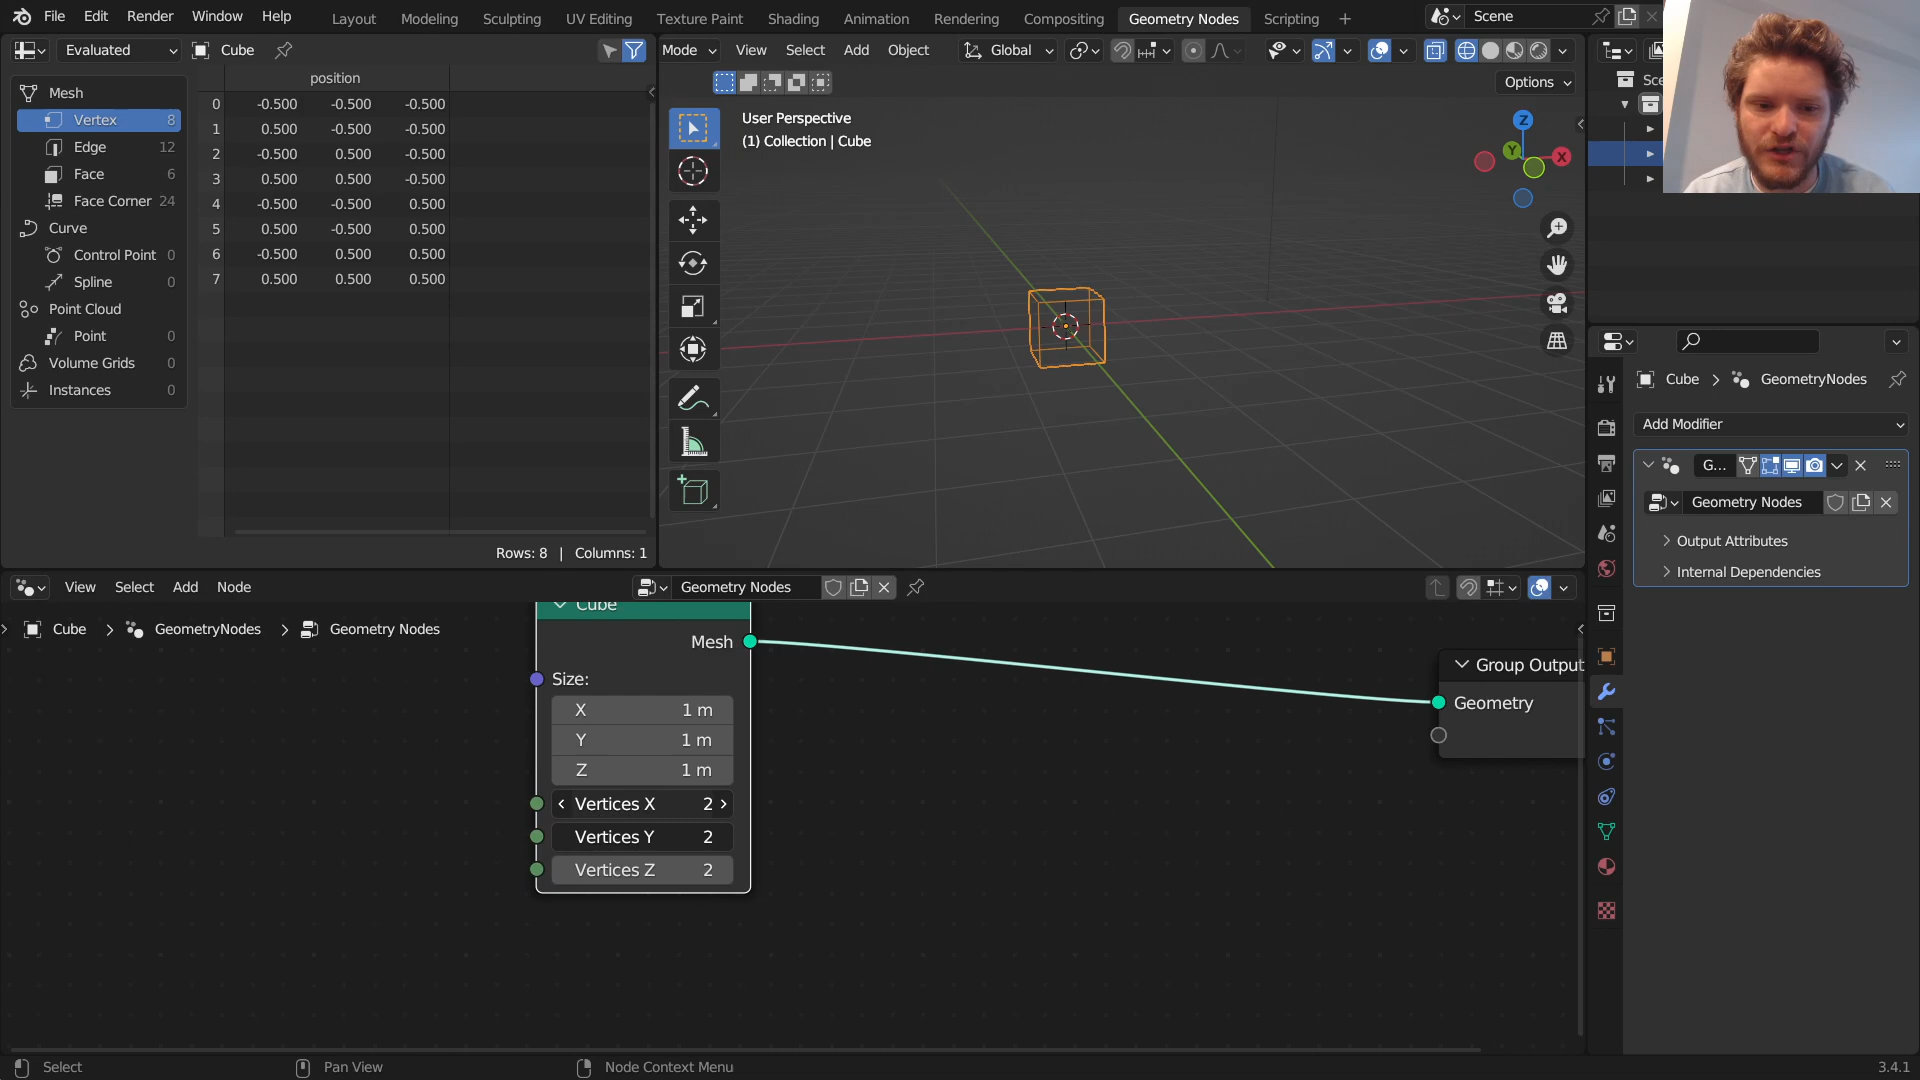 File Edit Render Window Help
Layout Modeling Sculpting UV Editing Texture Paint Shading Animation Rendering Compositing Geometry Nodes Scripting
Scene
Evaluated
Cube
Mode View Select Add Object
Global
Options
position
Mesh
Vertex 8
Edge 12
Face 6
Face Corner 24
Curve
Control Point 0
Spline 0
Point Cloud
Point 0
Volume Grids 0
Instances 0
0 -0.500 -0.500 -0.500
1 0.500 -0.500 -0.500
2 -0.500 0.500 -0.500
3 0.500 0.500 -0.500
4 -0.500 -0.500 0.500
5 0.500 -0.500 0.500
6 -0.500 0.500 0.500
7 0.500 0.500 0.500
Rows: 8 | Columns: 1
User Perspective
(1) Collection | Cube
Z
Y
X
Cube > GeometryNodes
Add Modifier
G...
Geometry Nodes
Output Attributes
Internal Dependencies
View Select Add Node
Geometry Nodes
Cube > GeometryNodes > Geometry Nodes
Cube
Mesh
Size:
X 1 m
Y 1 m
Z 1 m
Vertices X 2
Vertices Y 2
Vertices Z 2
Group Output
Geometry
Select
Pan View
Node Context Menu
3.4.1